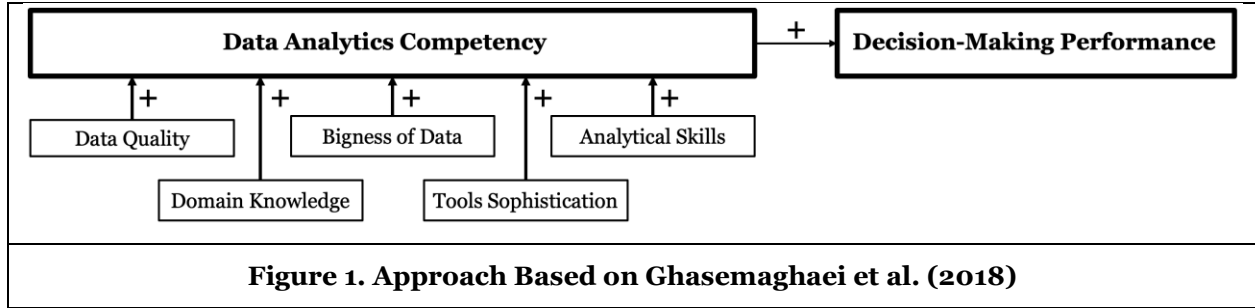 Data Analytics Competency
+
Decision-Making Performance
+
+
+
+
+
Data Quality
Bigness of Data
Analytical Skills
Domain Knowledge
Tools Sophistication
Figure 1. Approach Based on Ghasemaghaei et al. (2018)